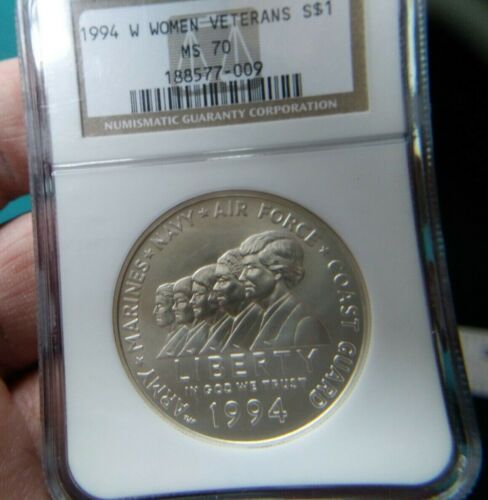 1994 W WOMEN VETERANS S$1
MS 70
188577-009
NUMISMATIC GUARANTY CORPORATION
ARMY ★ MARINES ★ NAVY ★ AIR FORCE ★ COAST GUARD
LIBERTY
IN GOD WE TRUST
1994